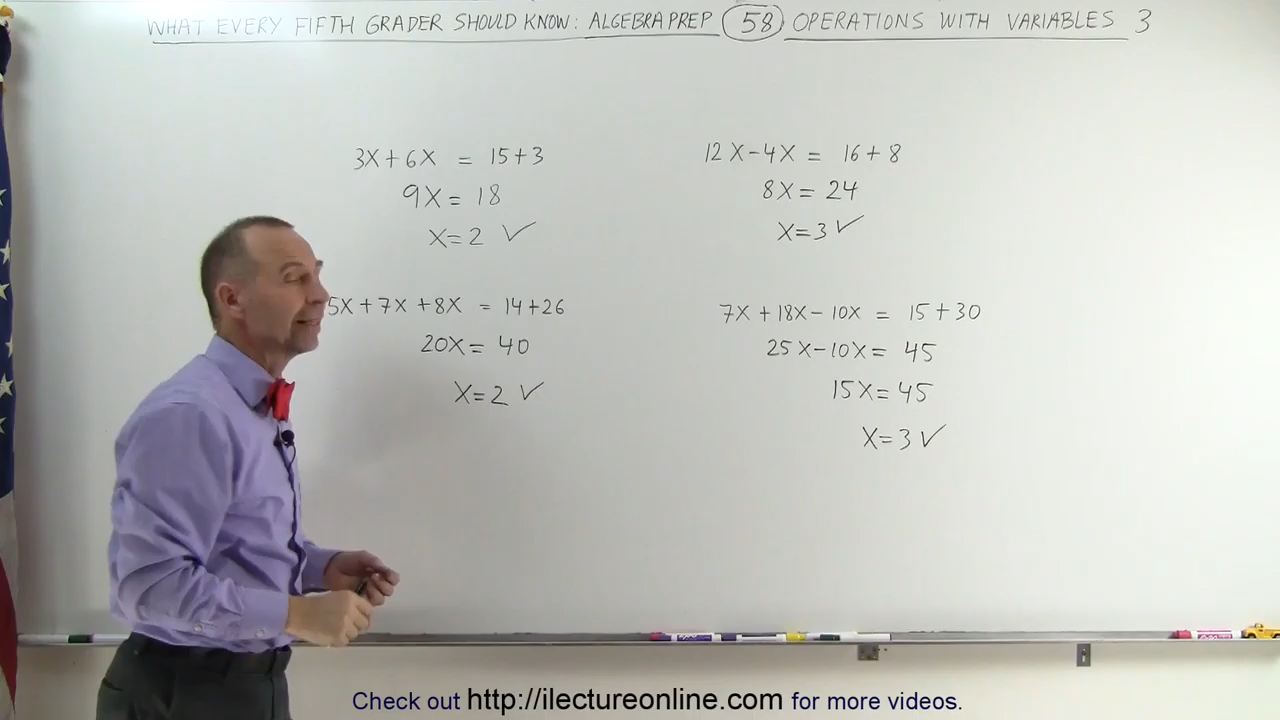 WHAT EVERY FIFTH GRADER SHOULD KNOW: ALGEBRA PREP 58 OPERATIONS WITH VARIABLES 3
3X+6X = 15+3
9X = 18
X=2 ✓
5X+7X+8X = 14+26
20X = 40
X=2 ✓
12X-4X = 16+8
8X = 24
X=3 ✓
7X+18X-10X = 15+30
25X-10X = 45
15X=45
X=3 ✓
Check out http://ilectureonline.com for more videos.